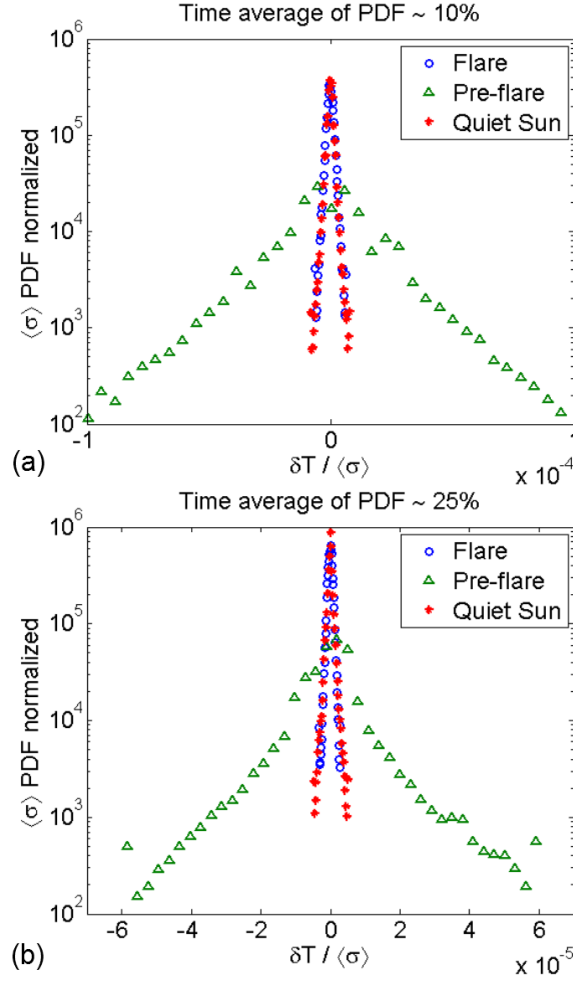 Time average of PDF ~ 10%
10^6
10^5
10^4
10^3
10^2
⟨σ⟩ PDF normalized
Flare
Pre-flare
Quiet Sun
-1
0
1
x 10^-4
δT / ⟨σ⟩
(a)
Time average of PDF ~ 25%
10^6
10^5
10^4
10^3
10^2
⟨σ⟩ PDF normalized
Flare
Pre-flare
Quiet Sun
-6 -4 -2 0 2 4 6
x 10^-5
δT / ⟨σ⟩
(b)